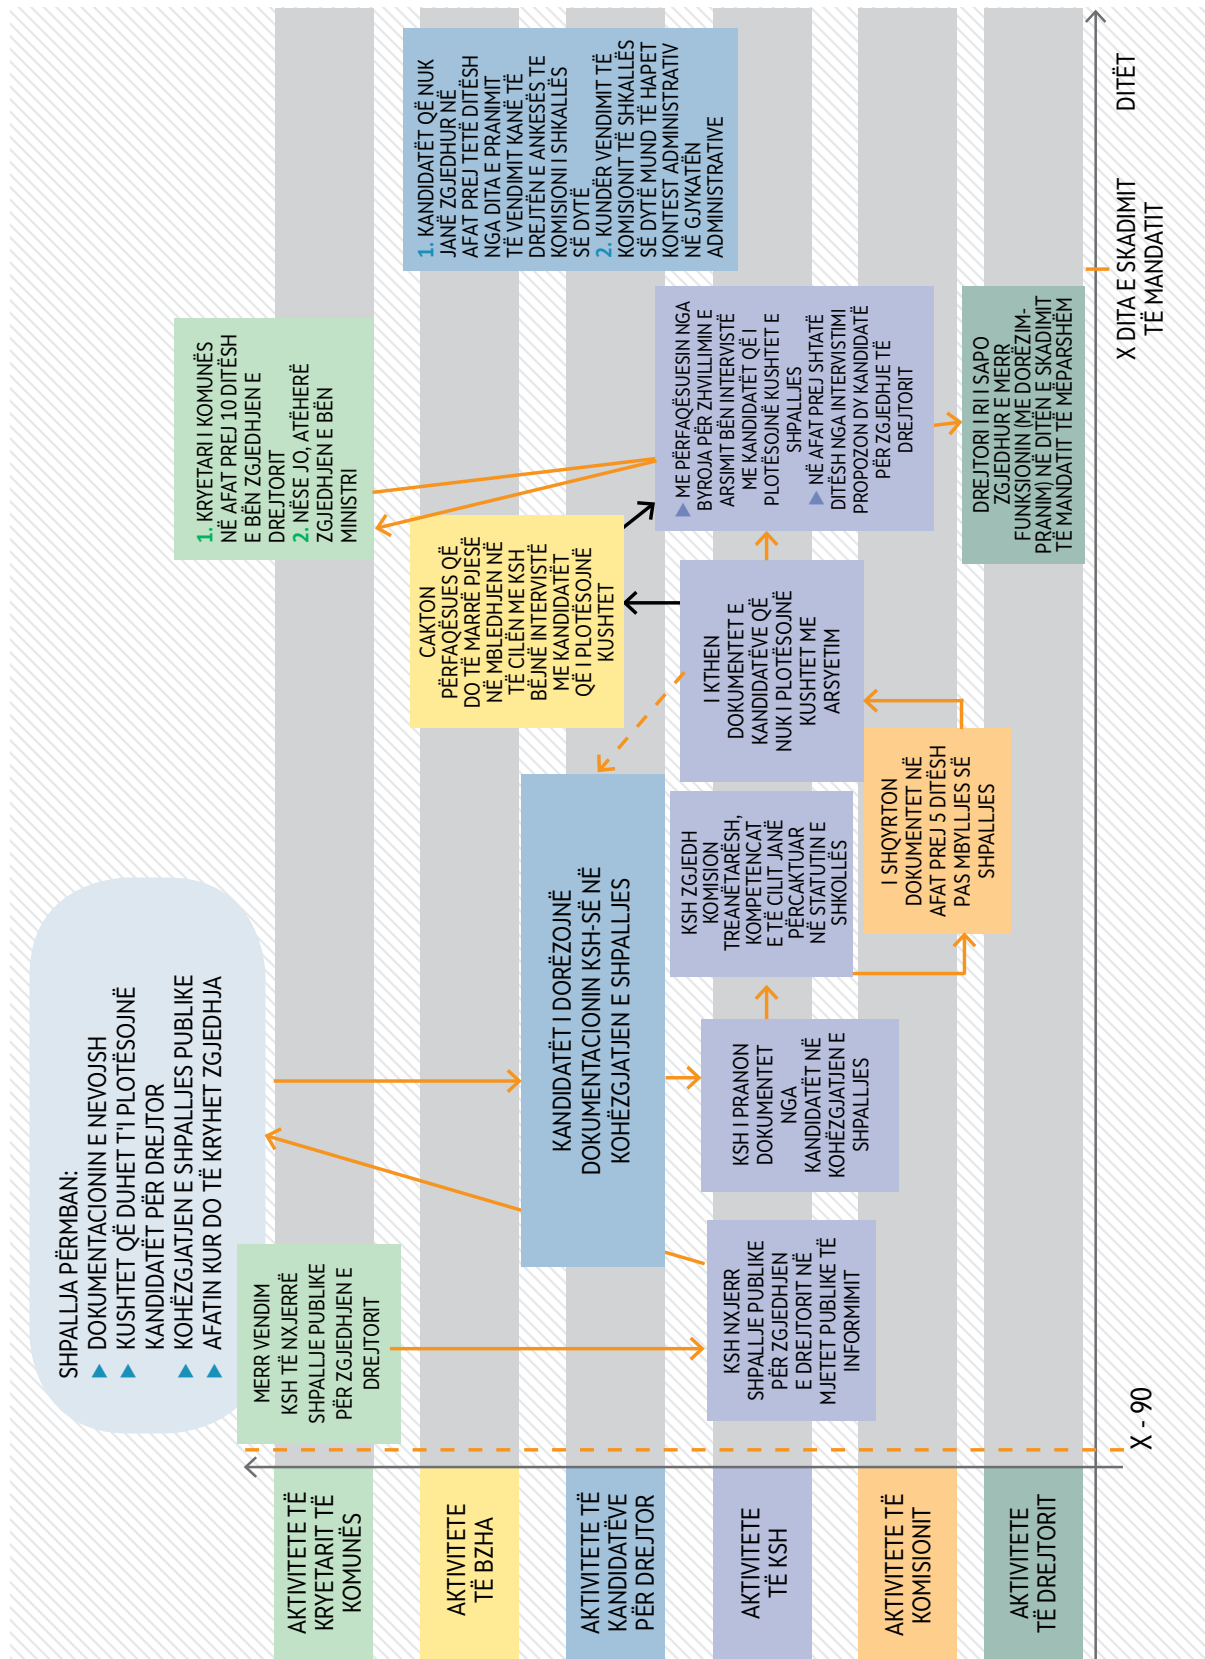 SHPALLJA PËRMBAN:
▶ DOKUMENTACIONIN E NEVOJSH
▶ KUSHTET QË DUHET T'I PLOTËSOJNË
KANDIDATËT PËR DREJTOR
▶ KOHËZGJATJEN E SHPALLJES PUBLIKE
▶ AFATIN KUR DO TË KRYHET ZGJEDHJA
AKTIVITETE TË
KRYETARIT TË
KOMUNËS
MERR VENDIM
KSH TË NXJERRË
SHPALLJE PUBLIKE
PËR ZGJEDHJEN E
DREJTORIT
1. KRYETARI I KOMUNËS
NË AFAT PREJ 10 DITËSH
E BËN ZGJEDHJEN E
DREJTORIT
2. NËSE JO, ATËHERË
ZGJEDHJEN E BËN
MINISTRI
AKTIVITETE
TË BZHA
CAKTON
PËRFAQËSUES QË
DO TË MARRË PJESË
NË MBLEDHJEN NË
TË CILËN ME KSH
BËJNË INTERVISTË
ME KANDIDATËT
QË I PLOTËSOJNË
KUSHTET
1. KANDIDATËT QË NUK
JANË ZGJEDHUR NË
AFAT PREJ TETË DITËSH
NGA DITA E PRANIMIT
TË VENDIMIT KANË TË
DREJTËN E ANKESËS TE
KOMISIONI I SHKALLËS
SË DYTË
2. KUNDËR VENDIMIT TË
KOMISIONIT TË SHKALLËS
SË DYTË MUND TË HAPET
KONTEST ADMINISTRATIV
NË GJYKATËN
ADMINISTRATIVE
AKTIVITETE TË
KANDIDATËVE
PËR DREJTOR
KANDIDATËT I DORËZOJNË
DOKUMENTACIONIN KSH-SË NË
KOHËZGJATJEN E SHPALLJES
AKTIVITETE
TË KSH
KSH NXJERR
SHPALLJE PUBLIKE
PËR ZGJEDHJEN
E DREJTORIT NË
MJETET PUBLIKE TË
INFORMIMIT
KSH I PRANON
DOKUMENTET
NGA
KANDIDATËT NË
KOHËZGJATJEN E
SHPALLJES
KSH ZGJEDH
KOMISION
TREANËTARËSH,
KOMPETENCAT
E TË CILIT JANË
PËRCAKTUAR
NË STATUTIN E
SHKOLLËS
I KTHEN
DOKUMENTET E
KANDIDATËVE QË
NUK I PLOTËSOJNË
KUSHTET ME
ARSYETIM
▶ ME PËRFAQËSUESIN NGA
BYROJA PËR ZHVILLIMIN E
ARSIMIT BËN INTERVISTË
ME KANDIDATËT QË I
PLOTËSOJNË KUSHTET E
SHPALLJES
▶ NË AFAT PREJ SHTATË
DITËSH NGA INTERVISTIMI
PROPOZON DY KANDIDATË
PËR ZGJEDHJE TË
DREJTORIT
AKTIVITETE TË
KOMISIONIT
I SHQYRTON
DOKUMENTET NË
AFAT PREJ 5 DITËSH
PAS MBYLLJES SË
SHPALLJES
AKTIVITETE
TË DREJTORIT
DREJTORI RI I SAPO
ZGJEDHUR E MERR
FUNKSIONIN (ME DORËZIM-
PRANIM) NË DITËN E SKADIMIT
TË MANDATIT TË MËPARSHËM
X - 90
X DITA E SKADIMIT
TË MANDATIT
DITËT